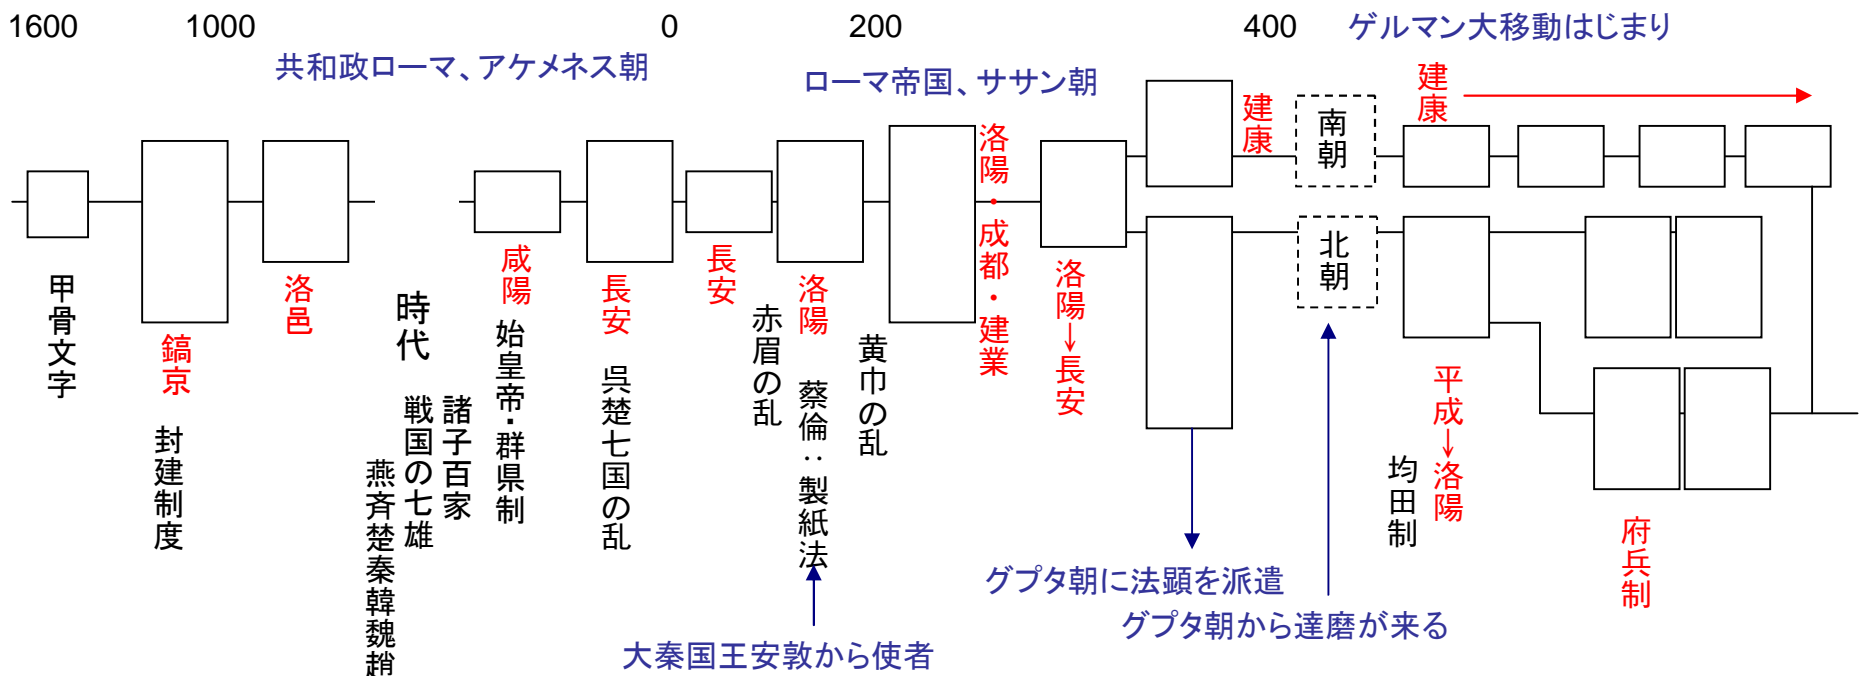 1600
1000
0
200
400
ゲルマン大移動はじまり
共和政ローマ、アケメネス朝
ローマ帝国、ササン朝
甲骨文字
鎬京
封建制度
洛邑
時代
燕斉楚秦韓魏趙
戦国の七雄
諸子百家
咸陽
始皇帝・群県制
長安
呉楚七国の乱
長安
赤眉の乱
洛陽
蔡倫：製紙法
黄巾の乱
洛陽・成都・建業
洛陽→長安
建康
南朝
北朝
建康
平成→洛陽
均田制
府兵制
グプタ朝に法顕を派遣
グプタ朝から達磨が来る
大秦国王安敦から使者